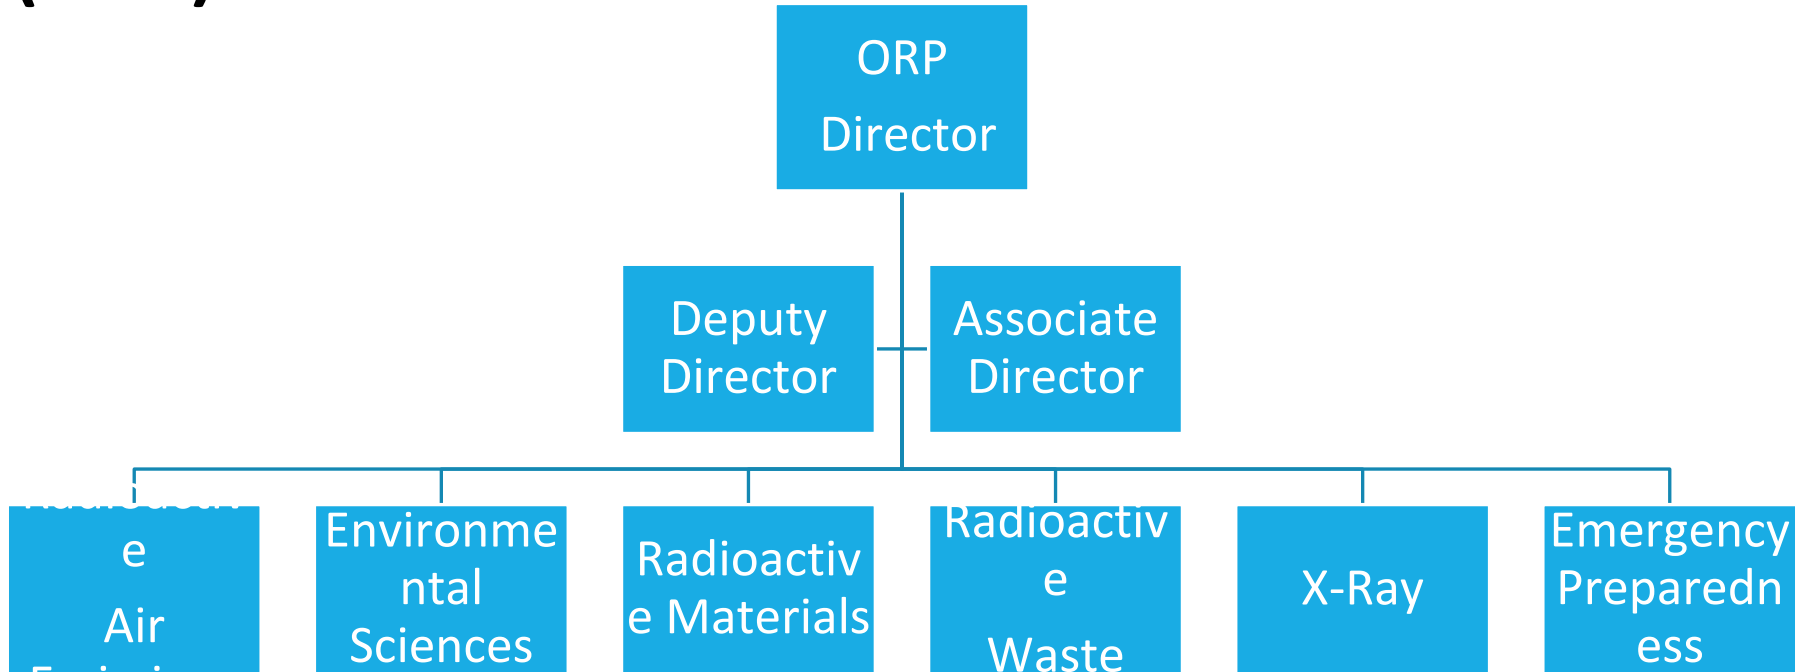 ORP
Director
Deputy
Director
Associate
Director
e
Air
Environme
ntal
Sciences
Radioactiv
e Materials
Radioactiv
e
Waste
X-Ray
Emergency
Preparedn
ess